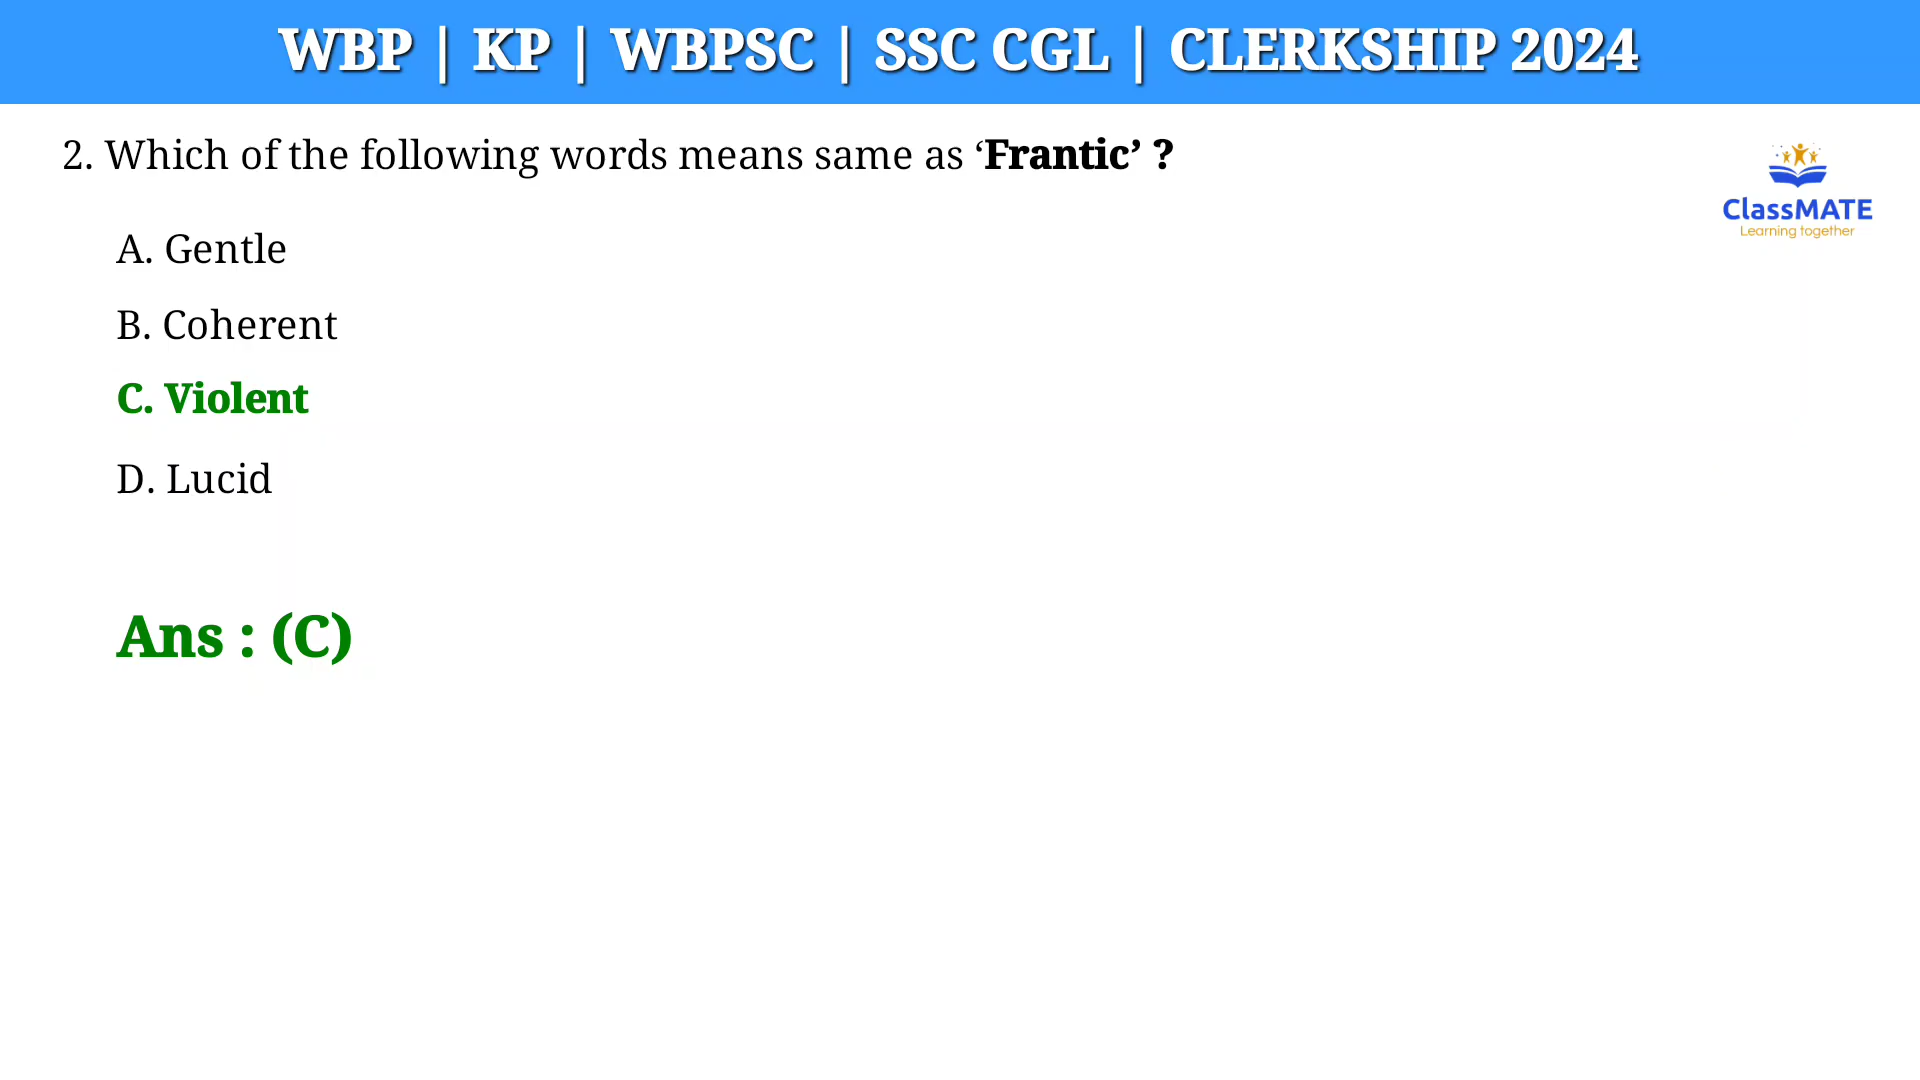 WBP | KP | WBPSC | SSC CGL | CLERKSHIP 2024
2. Which of the following words means same as ‘Frantic’ ?
ClassMATE
Learning together
A. Gentle
B. Coherent
C. Violent
D. Lucid
Ans : (C)